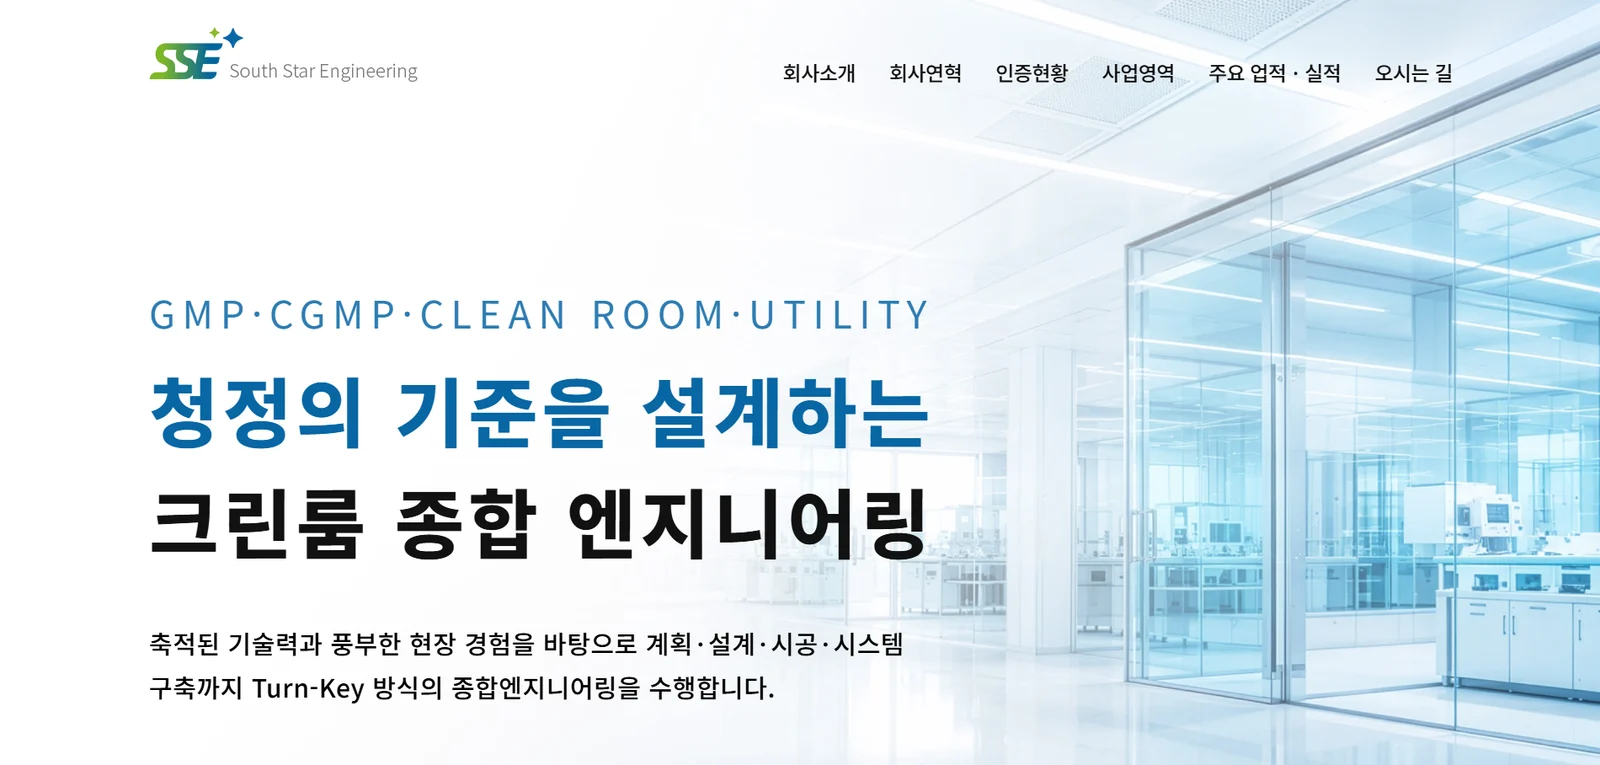 SSE South Star Engineering
회사소개 회사연혁 인증현황 사업영역 주요 업적 · 실적 오시는 길
GMP·CGMP·CLEAN ROOM·UTILITY
청정의 기준을 설계하는
크린룸 종합 엔지니어링
축적된 기술력과 풍부한 현장 경험을 바탕으로 계획·설계·시공·시스템
구축까지 Turn-Key 방식의 종합엔지니어링을 수행합니다.